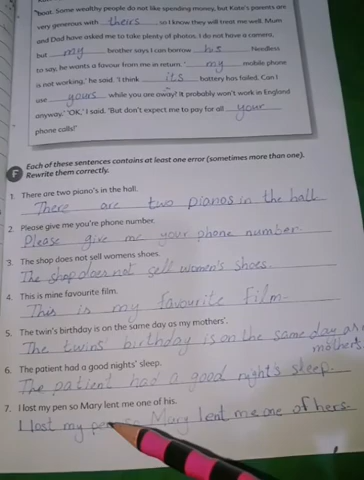 boat. Some wealthy people do not like spending money, but Kate's parents are
very generous with theirs , so I know they will treat me well. Mum
and Dad have asked me to take plenty of photos. I do not have a camera,
but my brother says I can borrow his . Needless
to say, he wants a favour from me in return. ' my mobile phone
is not working,' he said. 'I think its battery has failed. Can I
use yours while you are away? It probably won't work in England
anyway.' 'OK,' I said. 'But don't expect me to pay for all your
phone calls!'
F Each of these sentences contains at least one error (sometimes more than one).
Rewrite them correctly.
1. There are two piano's in the hall.
There are two pianos in the hall
2. Please give me you're phone number.
Please give me your phone number.
3. The shop does not sell womens shoes.
The shop does not sell women's shoes.
4. This is mine favourite film.
This is my favourite film.
5. The twin's birthday is on the same day as my mothers'.
The twins' birthday is on the same day as
mothers
6. The patient had a good nights' sleep.
The patient had a good night's sleep.
7. I lost my pen so Mary lent me one of his.
I lost my pen so Mary lent me one of hers.